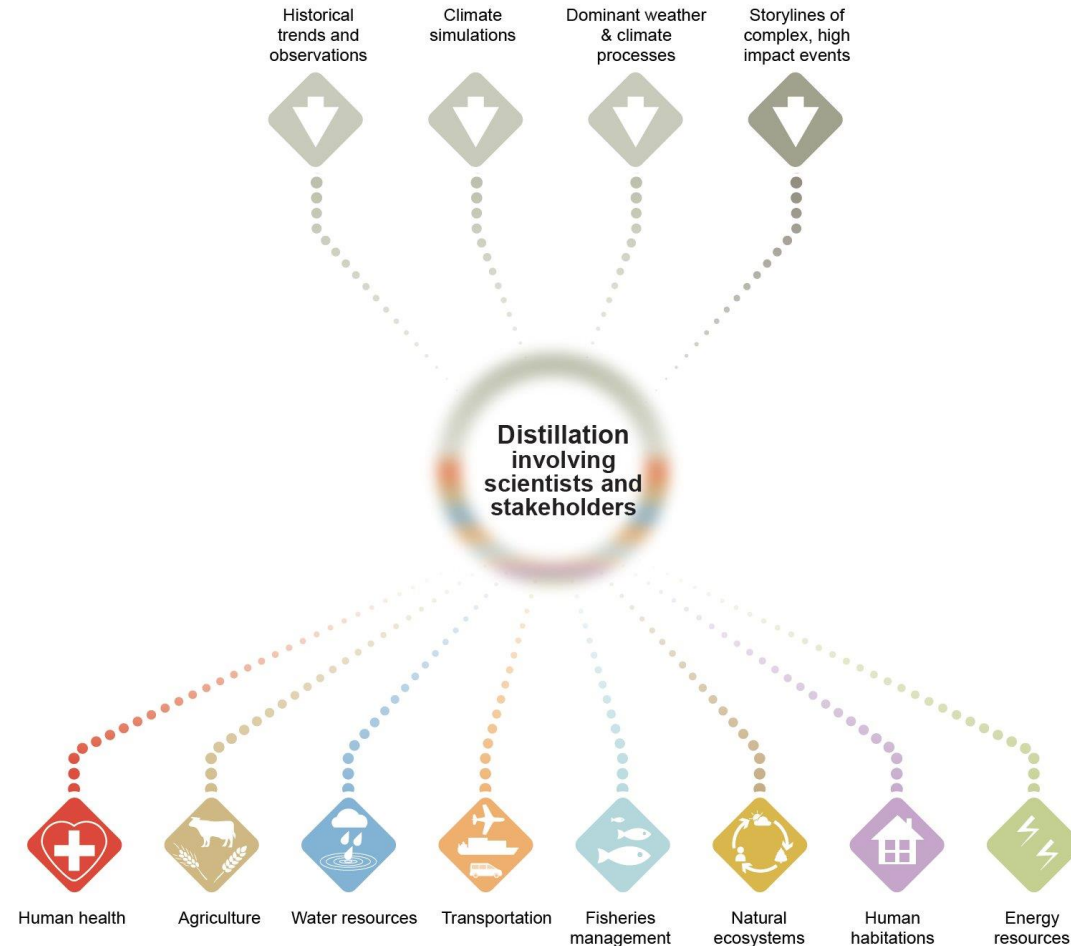 Historical
trends and
observations
Climate
simulations
Dominant weather
& climate
processes
Storylines of
complex, high
impact events
Distillation
involving
scientists and
stakeholders
Human health
Agriculture
Water resources
Transportation
Fisheries
management
Natural
ecosystems
Human
habitations
Energy
resources